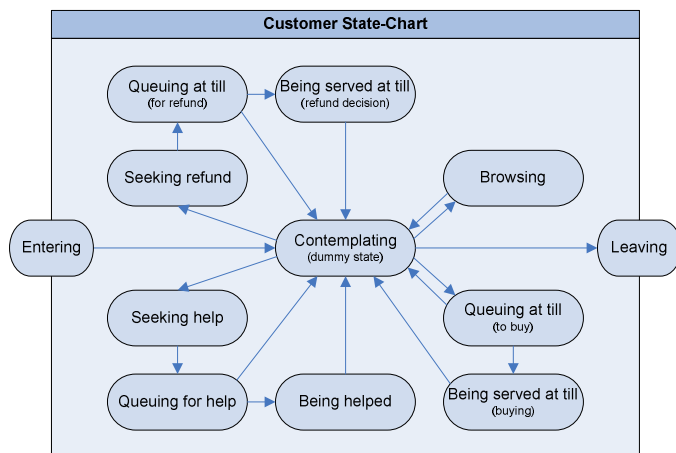 Customer State-Chart
Queuing at till
(for refund)
Being served at till
(refund decision)
Seeking refund
Browsing
Entering
Contemplating
(dummy state)
Leaving
Seeking help
Queuing at till
(to buy)
Queuing for help
Being helped
Being served at till
(buying)